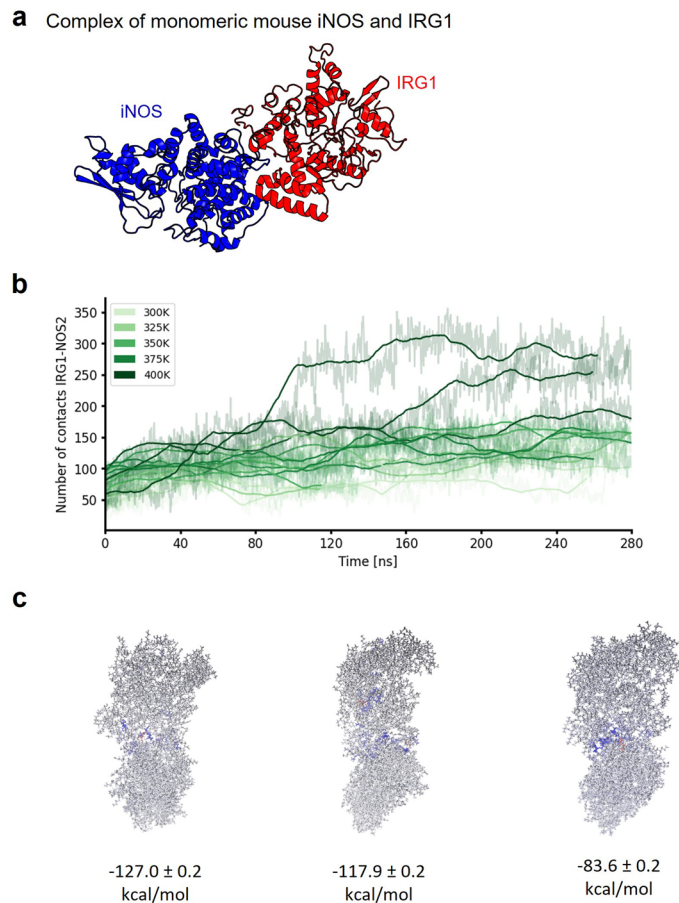 a Complex of monomeric mouse iNOS and IRG1
IRG1
iNOS
b
Number of contacts IRG1-NOS2
350
300
250
200
150
100
50
300K
325K
350K
375K
400K
0 40 80 120 160 200 240 280
Time [ns]
c
-127.0 ± 0.2 -117.9 ± 0.2 -83.6 ± 0.2
kcal/mol kcal/mol kcal/mol